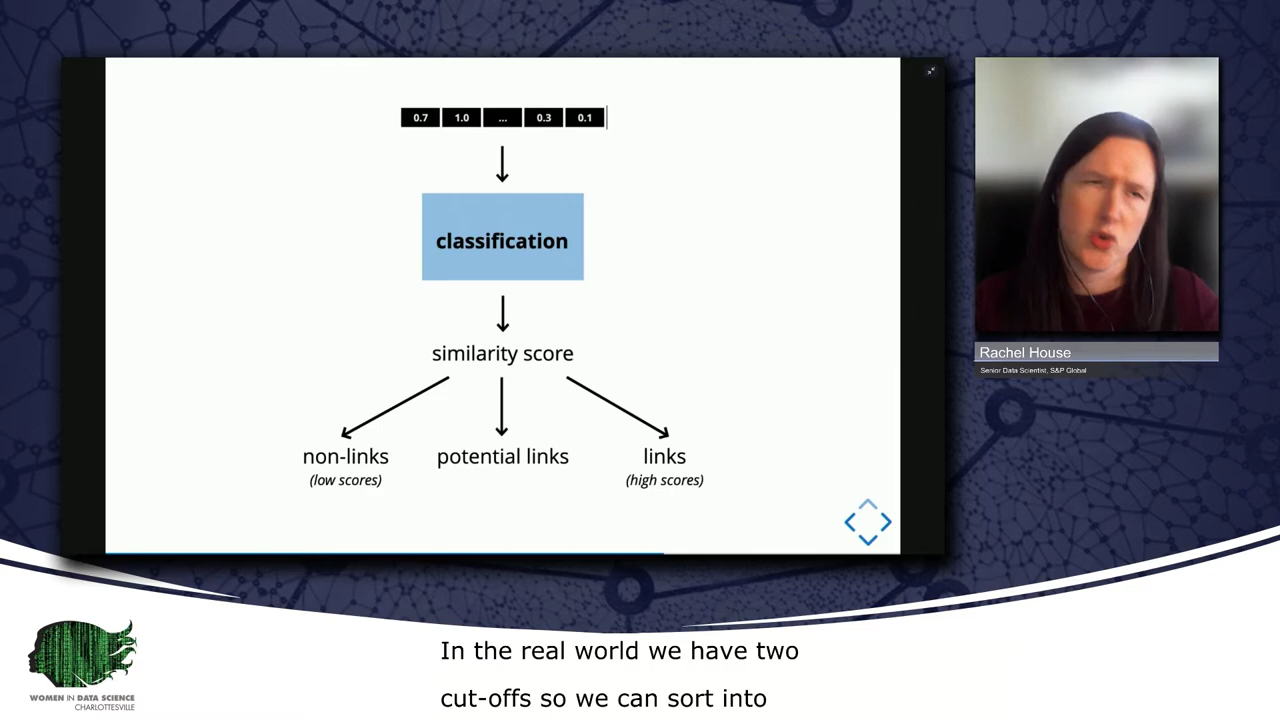 0.7 1.0 ... 0.3 0.1
classification
similarity score
non-links potential links links
(low scores) (high scores)
Rachel House
Senior Data Scientist, S&P Global
In the real world we have two
cut-offs so we can sort into
WOMEN IN DATA SCIENCE
CHARLOTTESVILLE